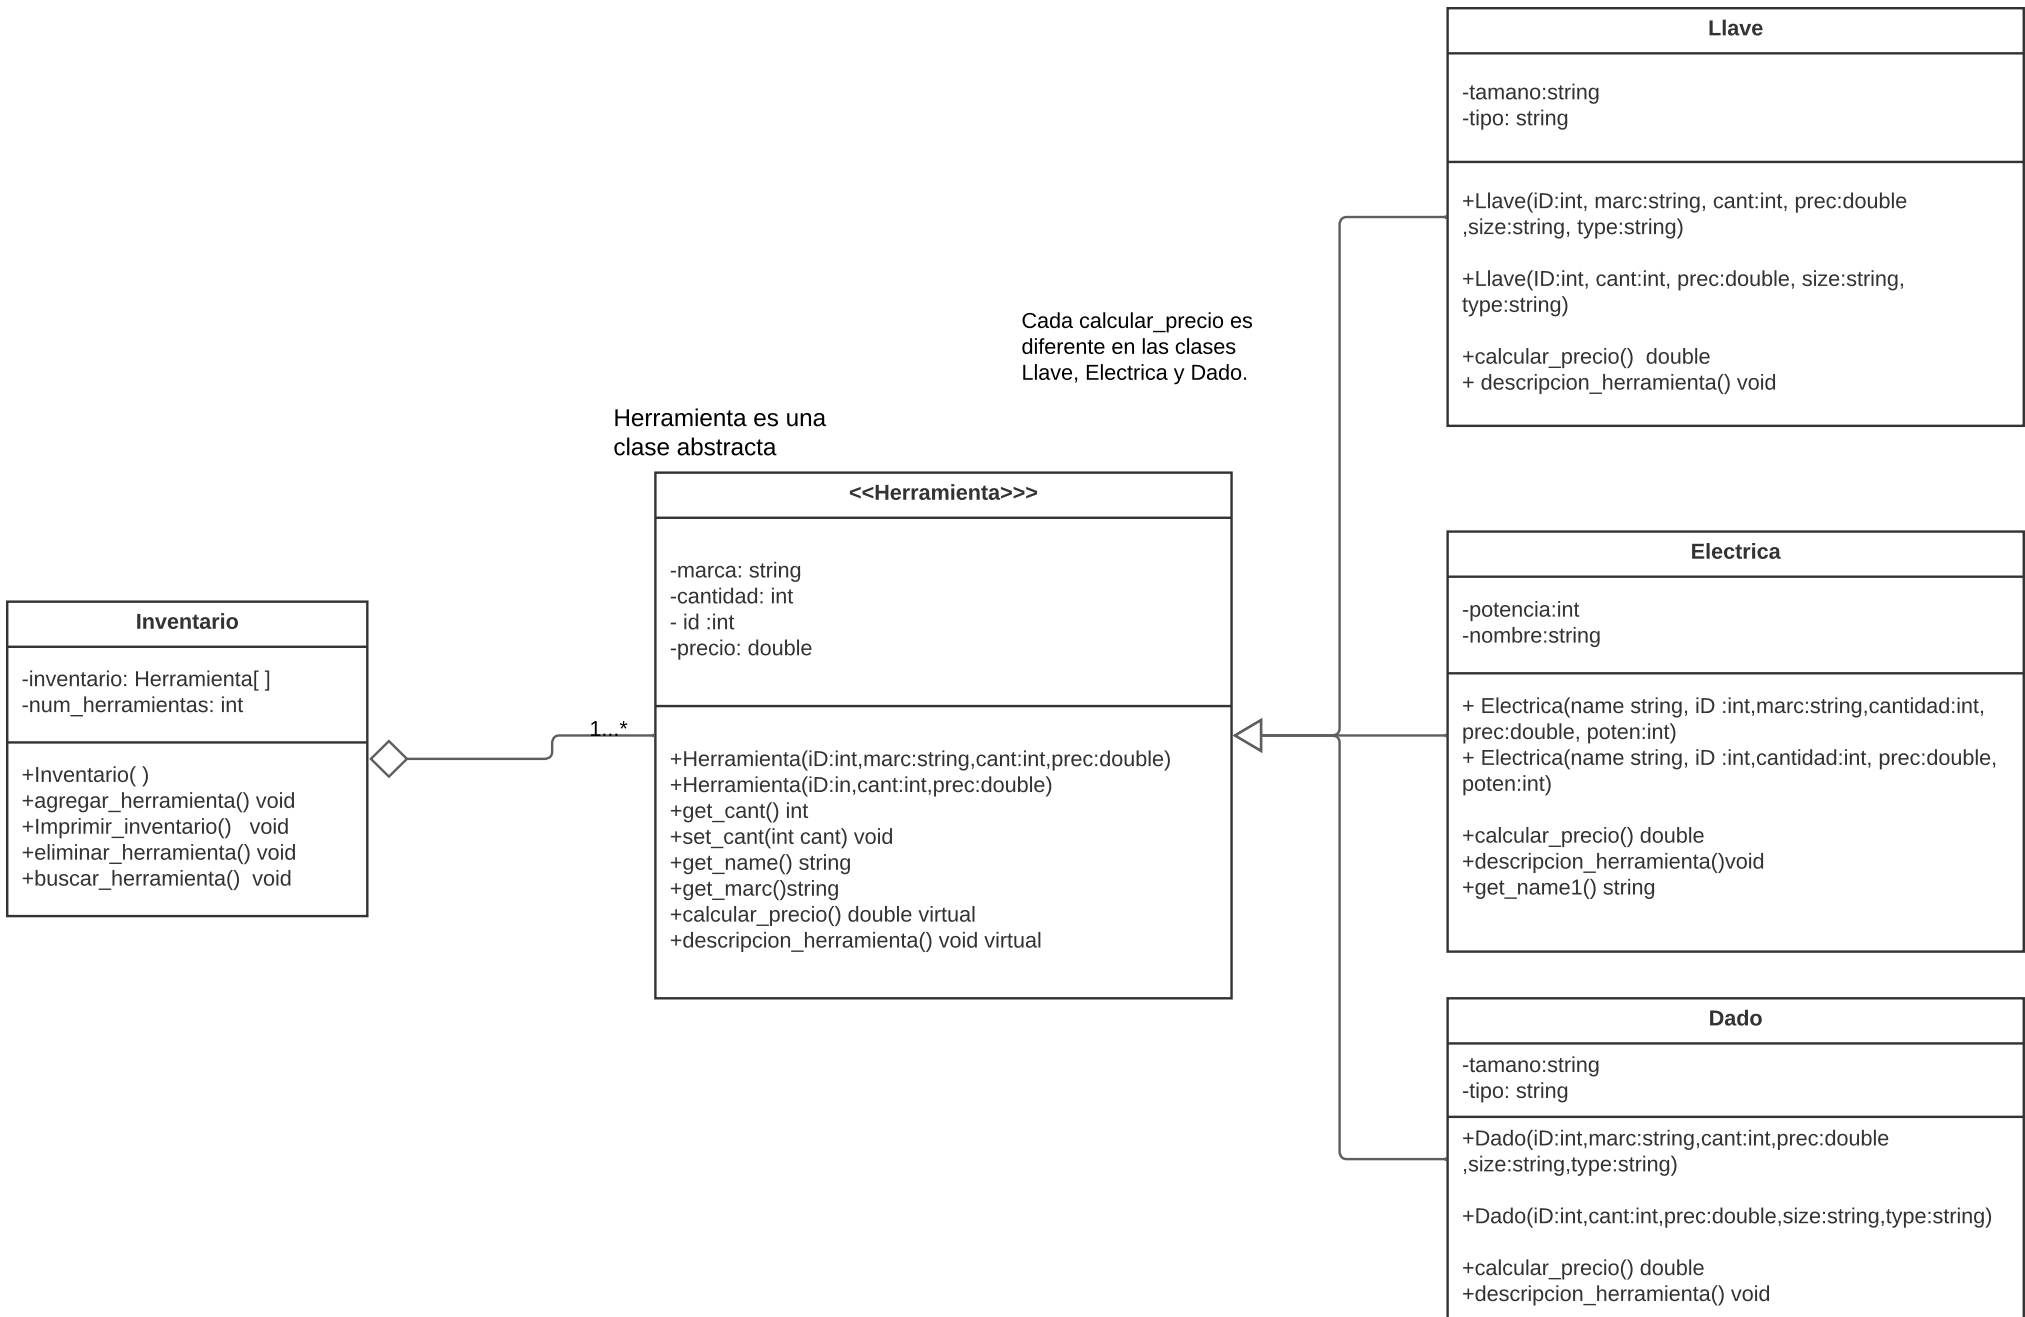 Llave
-tamano:string
-tipo: string
+Llave(iD:int, marc:string, cant:int, prec:double
,size:string, type:string)
+Llave(ID:int, cant:int, prec:double, size:string,
type:string)
+calcular_precio()  double
+ descripcion_herramienta() void
Cada calcular_precio es
diferente en las clases
Llave, Electrica y Dado.
Herramienta es una
clase abstracta
<<Herramienta>>>
-marca: string
-cantidad: int
- id :int
-precio: double
+Herramienta(iD:int,marc:string,cant:int,prec:double)
+Herramienta(iD:in,cant:int,prec:double)
+get_cant() int
+set_cant(int cant) void
+get_name() string
+get_marc()string
+calcular_precio() double virtual
+descripcion_herramienta() void virtual
Inventario
-inventario: Herramienta[ ]
-num_herramientas: int
+Inventario( )
+agregar_herramienta() void
+Imprimir_inventario()   void
+eliminar_herramienta() void
+buscar_herramienta()  void
1...*
Electrica
-potencia:int
-nombre:string
+ Electrica(name string, iD :int,marc:string,cantidad:int,
prec:double, poten:int)
+ Electrica(name string, iD :int,cantidad:int, prec:double,
poten:int)
+calcular_precio() double
+descripcion_herramienta()void
+get_name1() string
Dado
-tamano:string
-tipo: string
+Dado(iD:int,marc:string,cant:int,prec:double
,size:string,type:string)
+Dado(iD:int,cant:int,prec:double,size:string,type:string)
+calcular_precio() double
+descripcion_herramienta() void